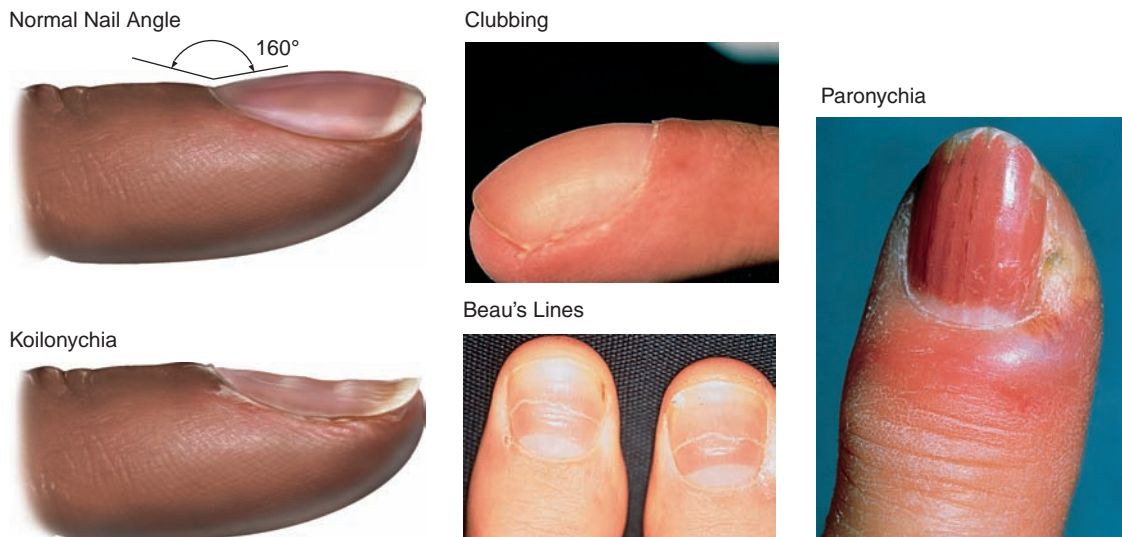 Normal Nail Angle
160°
Clubbing
Paronychia
Koilonychia
Beau's Lines